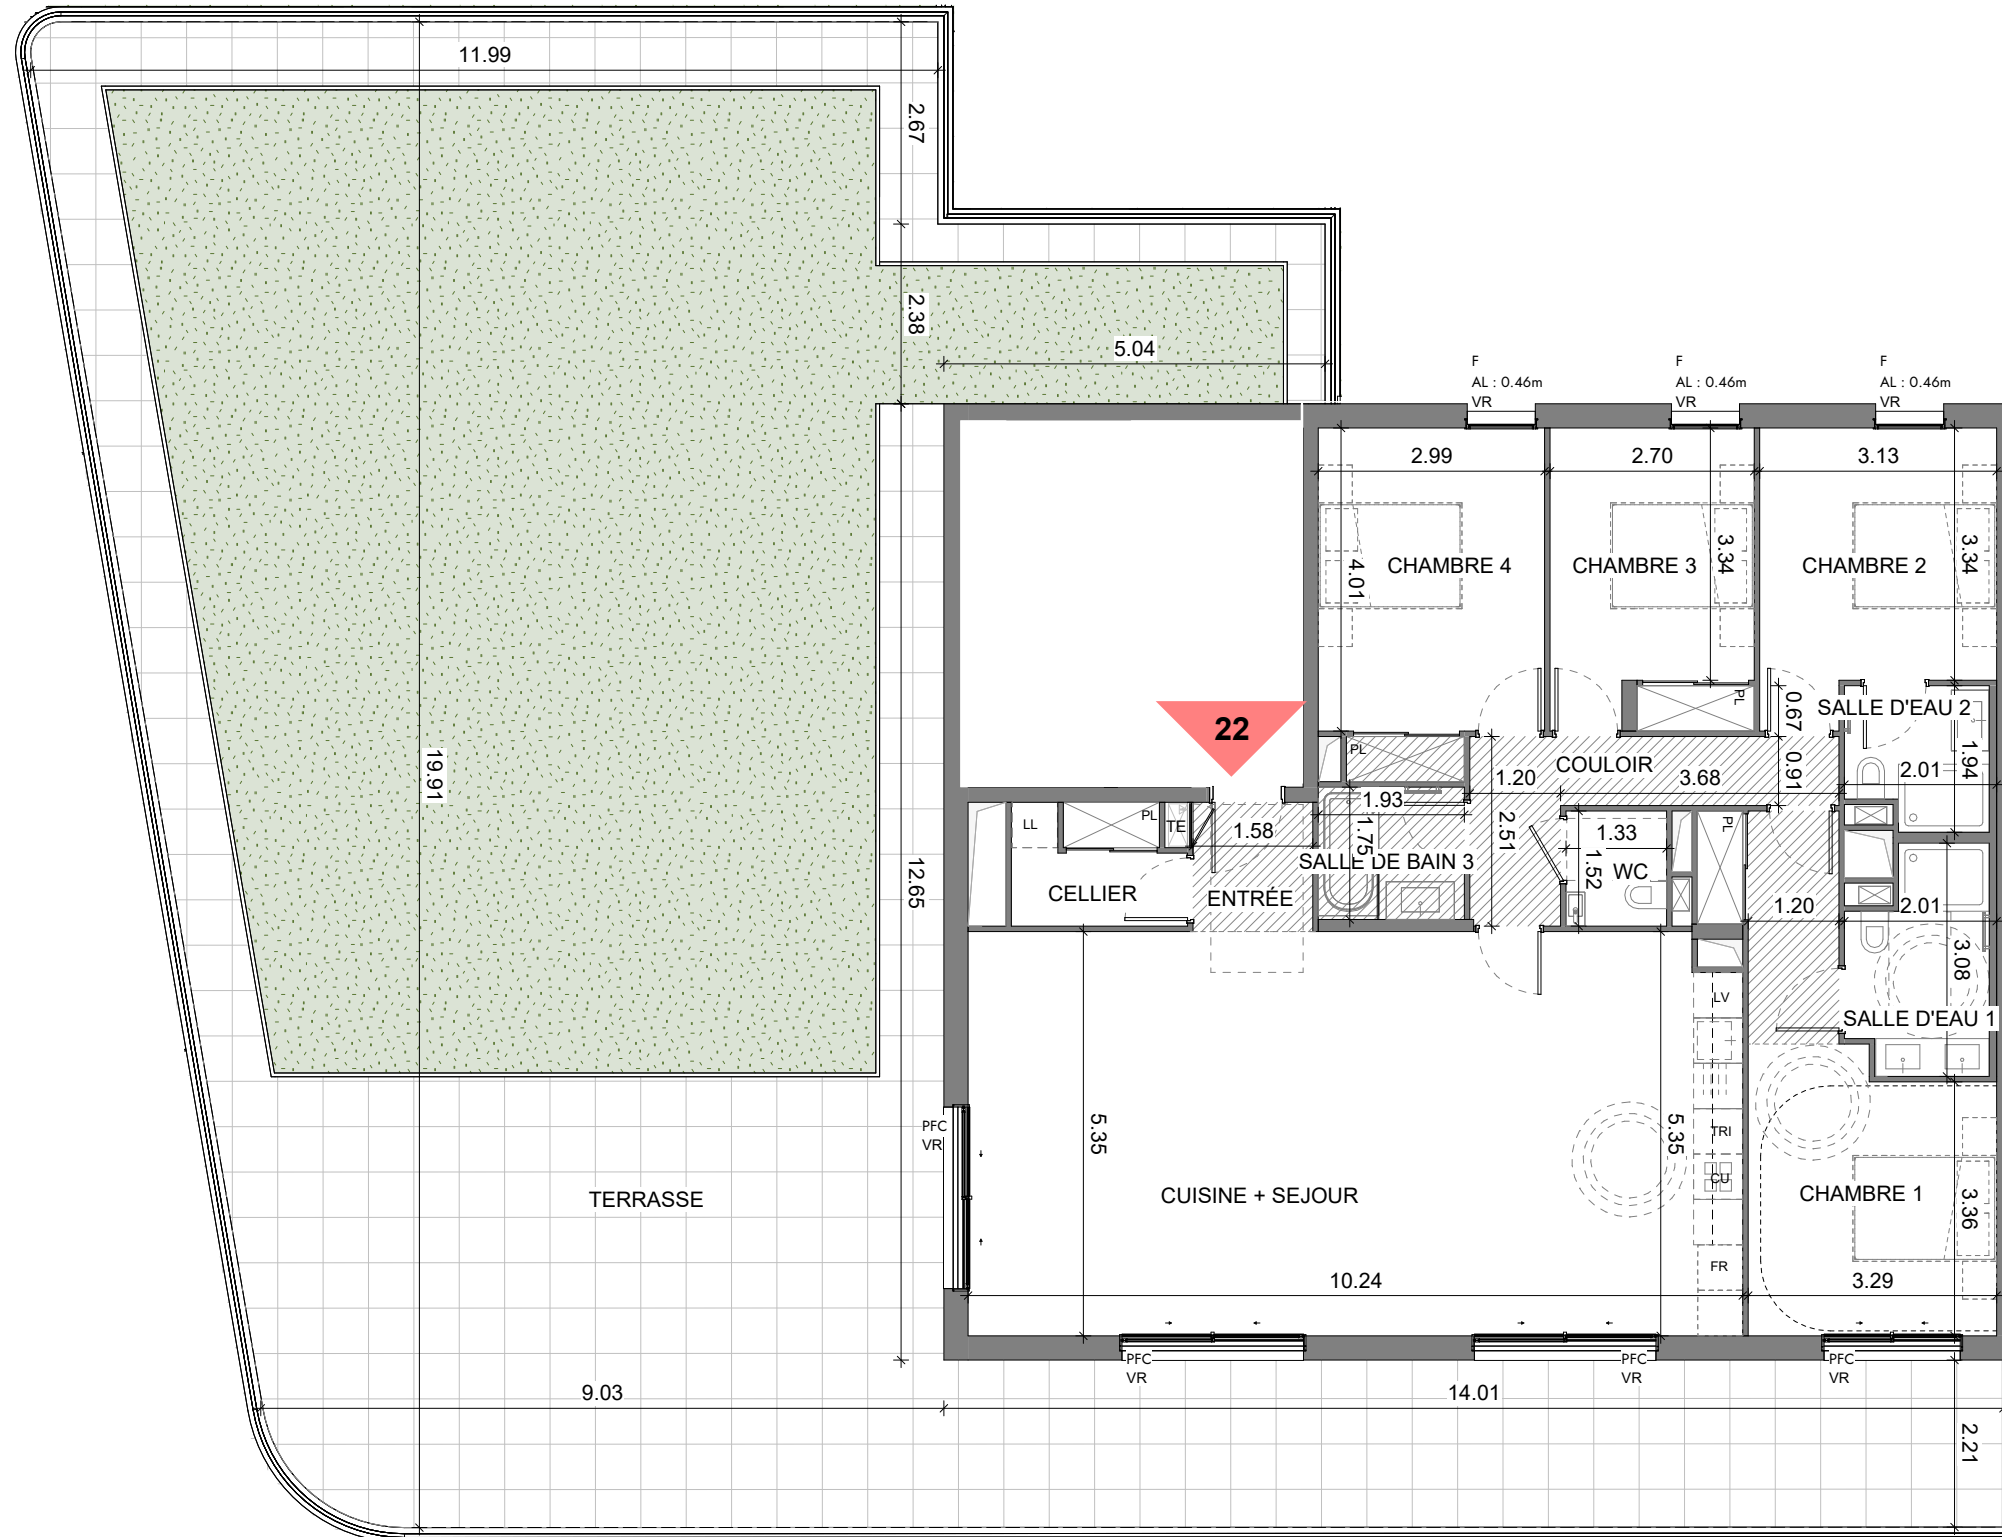 11.99
2.67
2.38
5.04
F
AL : 0.46m
VR
F
AL : 0.46m
VR
F
AL : 0.46m
VR
2.99
2.70
3.13
4.01
CHAMBRE 4
CHAMBRE 3
3.34
CHAMBRE 2
3.34
22
PL
0.67
SALLE D'EAU 2
19.91
PL
COULOIR
1.20
3.68
0.91
2.01
1.94
LL
PL
TE
1.58
1.93
1.75
2.51
1.33
PL
SALLE DE BAIN 3
1.52
WC
12.65
CELLIER
ENTRÉE
1.20
2.01
3.08
LV
SALLE D'EAU 1
PFC
VR
5.35
5.35
TRI
CU
TERRASSE
CUISINE + SEJOUR
CHAMBRE 1
3.36
FR
10.24
3.29
PFC
VR
PFC
VR
PFC
VR
9.03
14.01
2.21